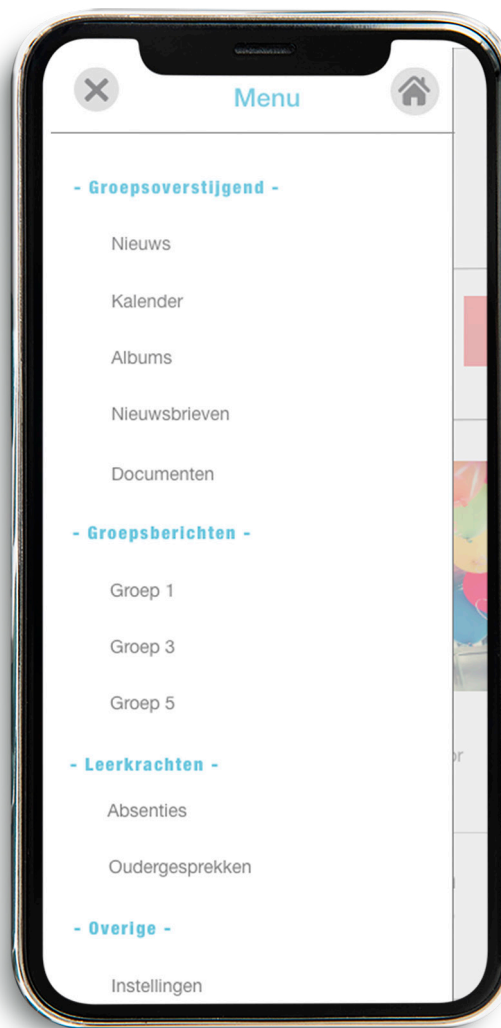 Menu
- Groepsoverstijgend -
Nieuws
Kalender
Albums
Nieuwsbrieven
Documenten
- Groepsberichten -
Groep 1
Groep 3
Groep 5
- Leerkrachten -
Absenties
Oudergesprekken
- Overige -
Instellingen